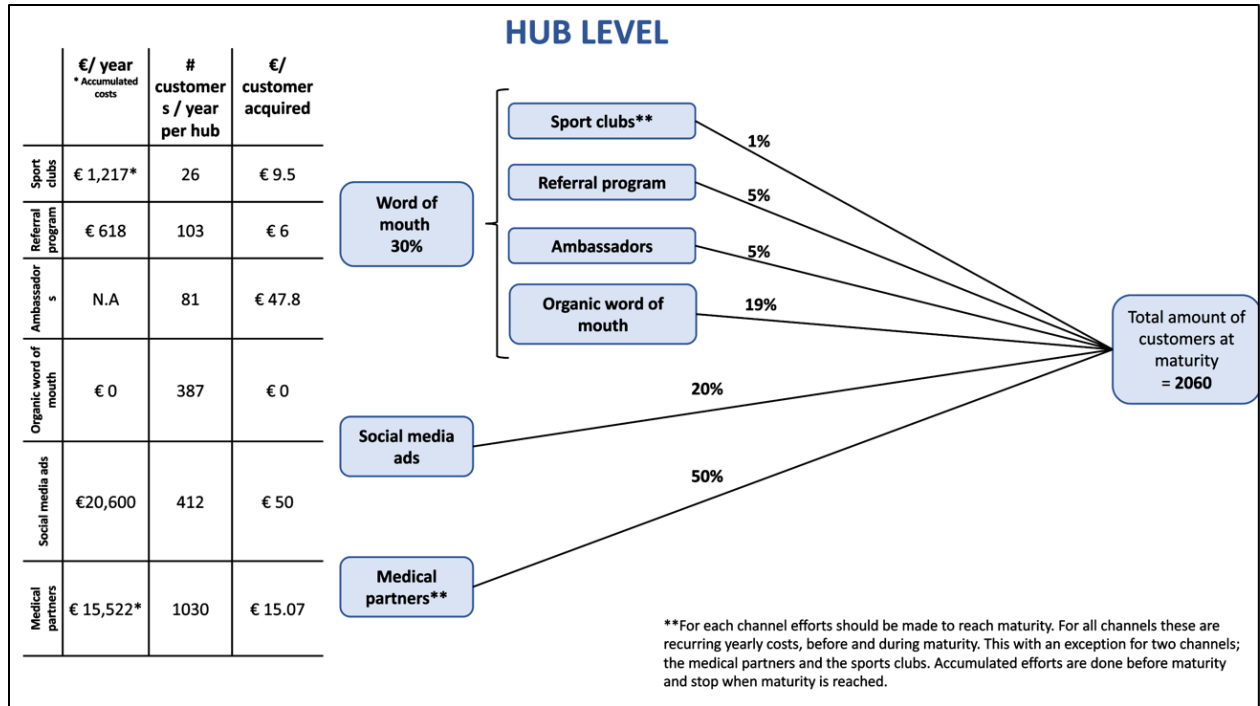 HUB LEVEL
€/ year
* Accumulated
costs
#
customer
s / year
per hub
€/
customer
acquired
Sport
clubs
€ 1,217*
26
€ 9.5
Referral
program
€ 618
103
€ 6
Ambassador
s
N.A
81
€ 47.8
Organic word of
mouth
€ 0
387
€ 0
Social media ads
€20,600
412
€ 50
Medical
partners
€ 15,522*
1030
€ 15.07
Word of
mouth
30%
Sport clubs**
Referral program
Ambassadors
Organic word of
mouth
1%
5%
5%
19%
Social media
ads
20%
Medical
partners**
50%
Total amount of
customers at
maturity
= 2060
**For each channel efforts should be made to reach maturity. For all channels these are
recurring yearly costs, before and during maturity. This with an exception for two channels;
the medical partners and the sports clubs. Accumulated efforts are done before maturity
and stop when maturity is reached.